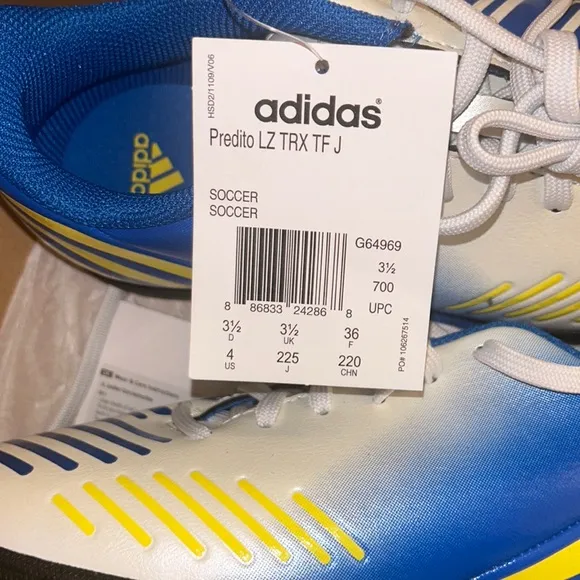 HSD2/1109/V06
adidas®
Predito LZ TRX TF J
SOCCER
SOCCER
G64969
3½
700
UPC
8 86833 24286 8
3½ 3½ 36
D UK F
4 225 220
US J CHN
PO# 106267514
adidas